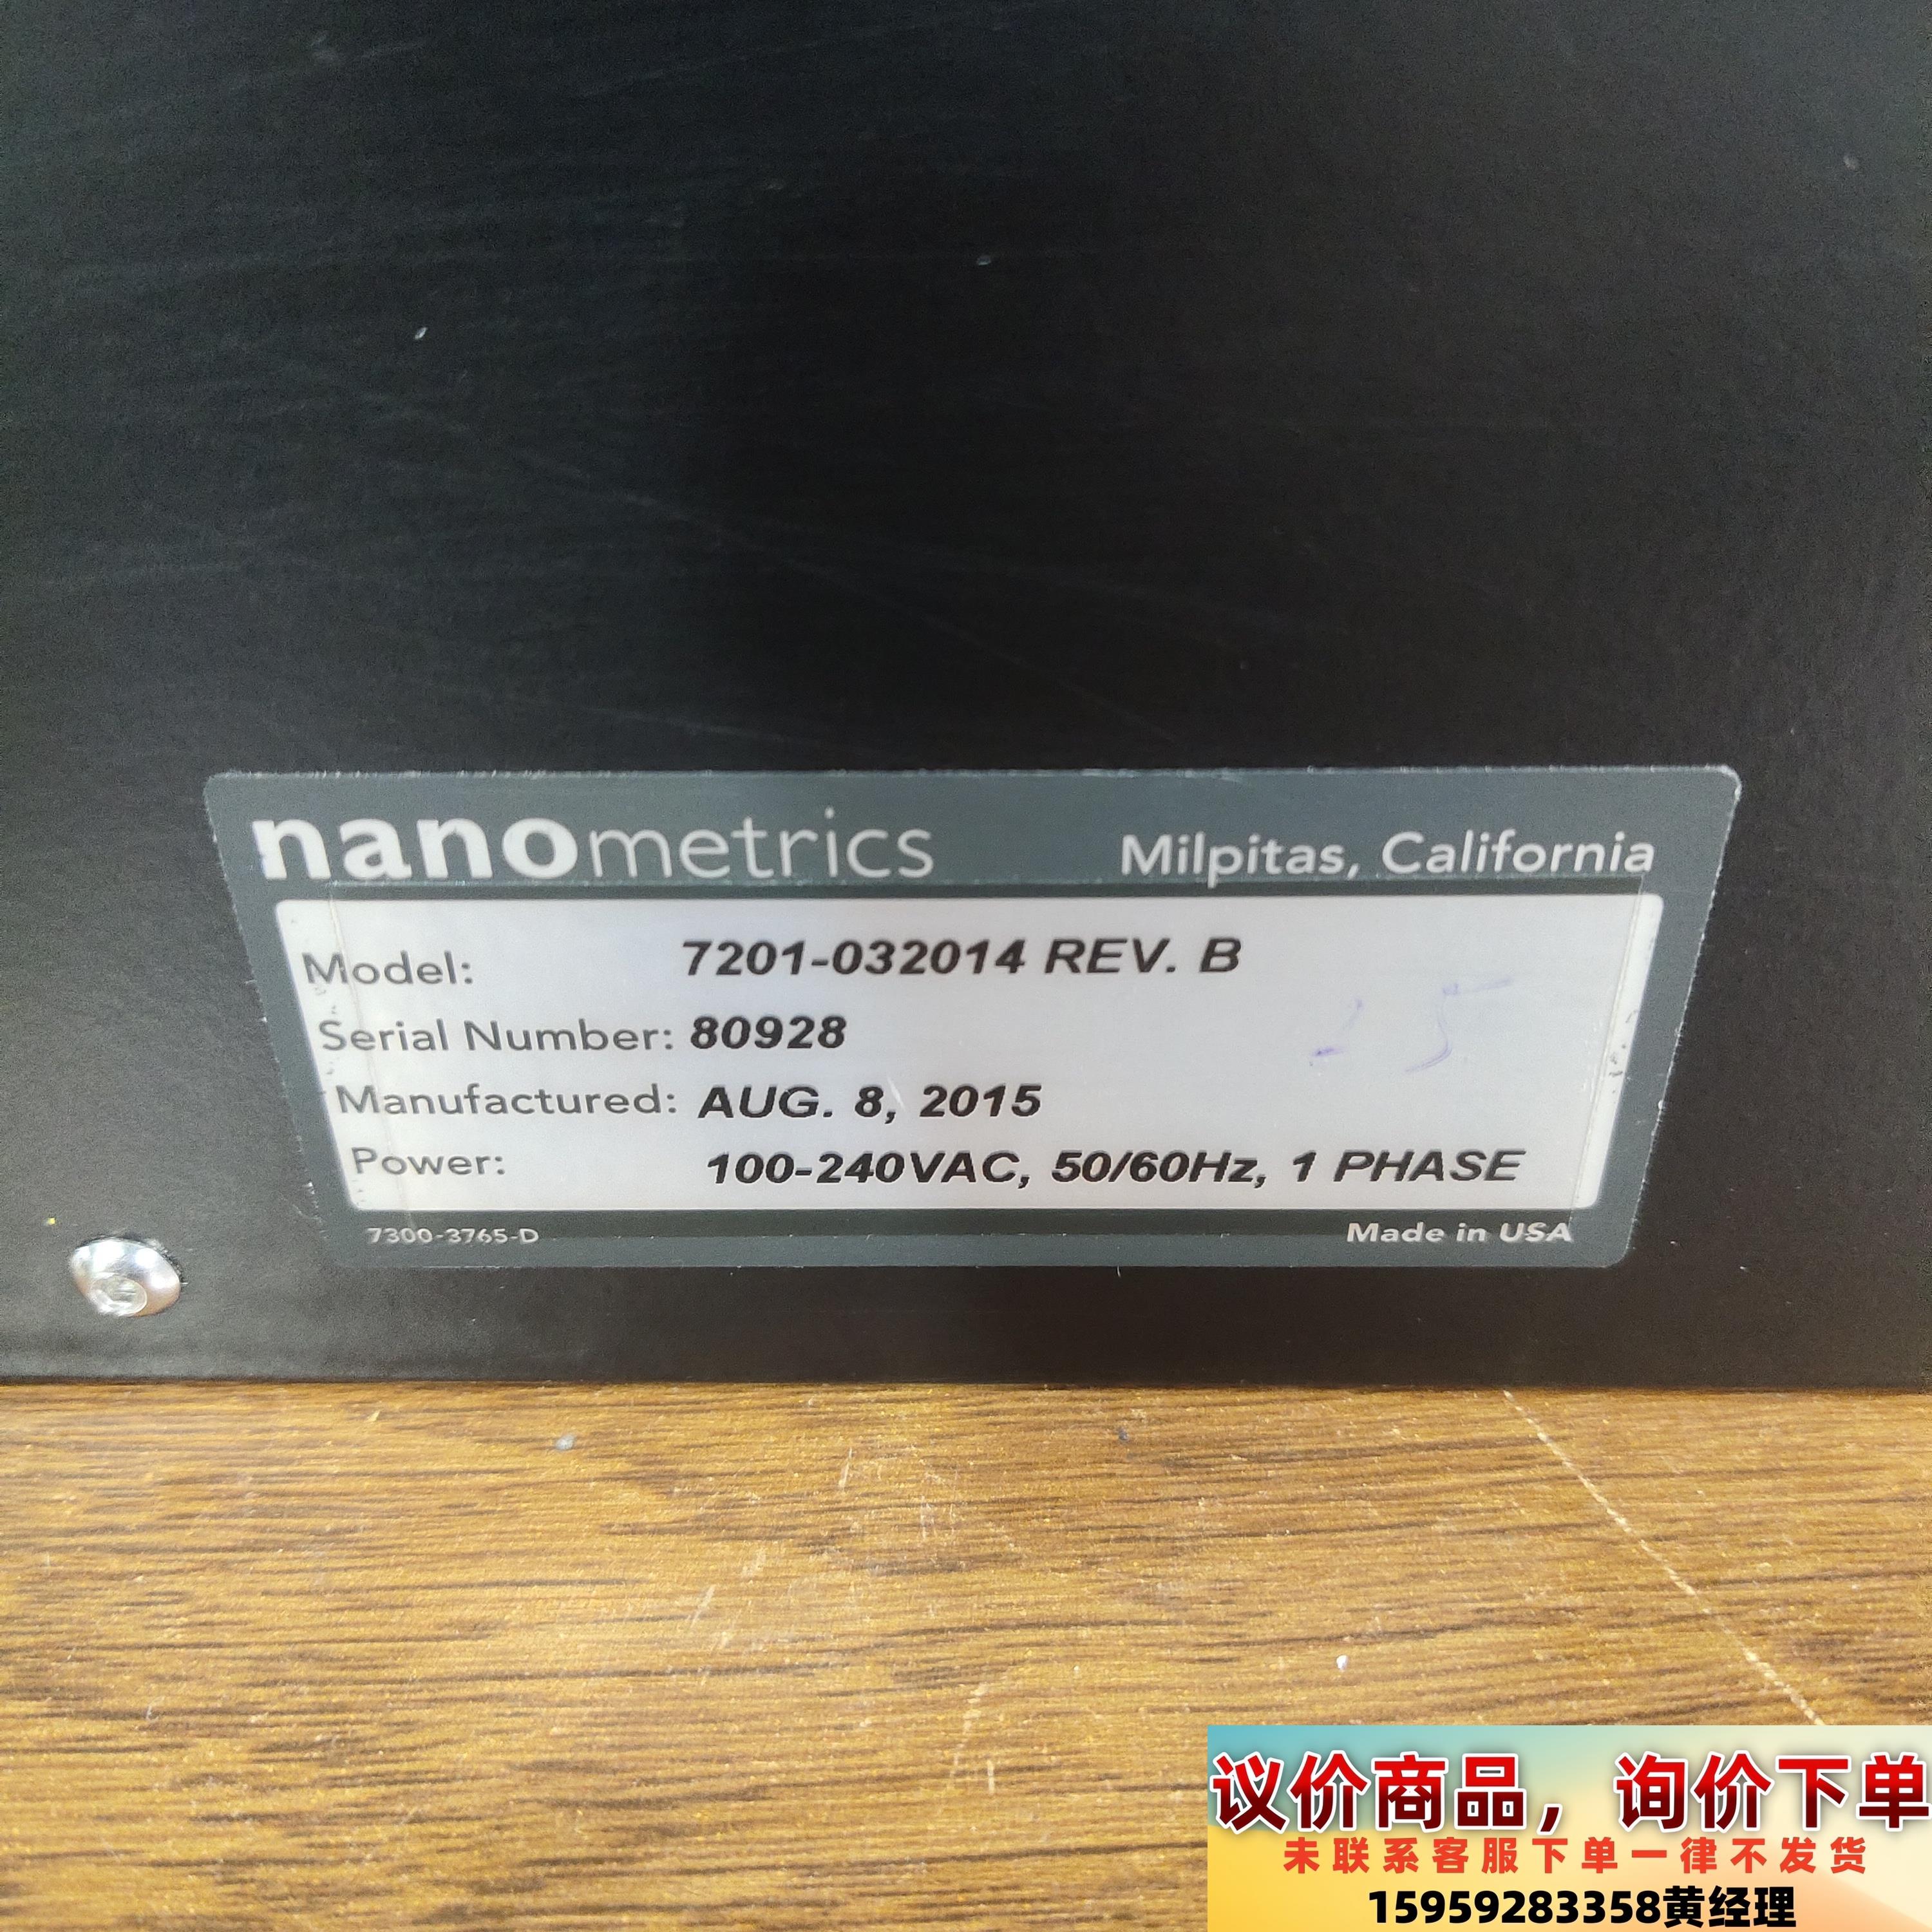 nanometrics Milpitas, California
Model: 7201-032014 REV. B
Serial Number: 80928
Manufactured: AUG. 8, 2015
Power: 100-240VAC, 50/60Hz, 1 PHASE
7300-3765-D Made in USA
议价商品，询价下单
未联系客服下单一律不发货
15959283358黄经理